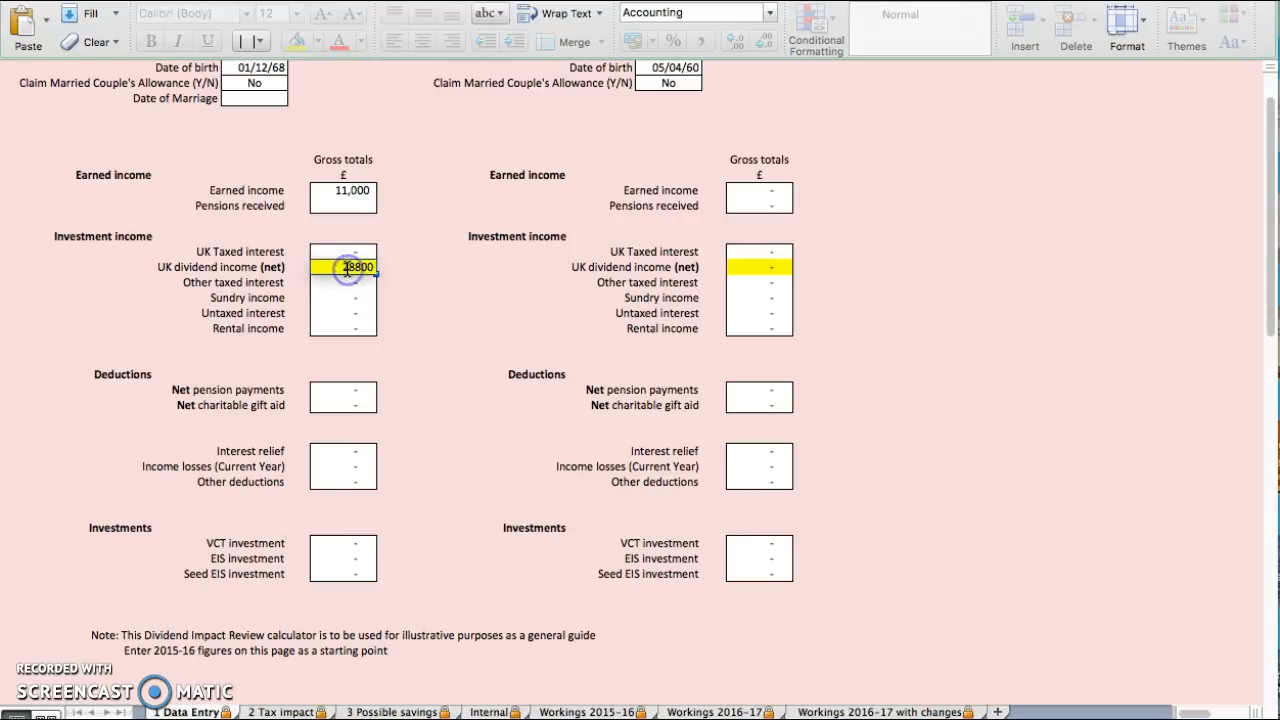 Calibri (Body) 12 abc Wrap Text Accounting Normal
Fill
Paste Clear B I U Merge % Conditional Formatting Insert Delete Format Themes Aa
Date of birth 01/12/68 Date of birth 05/04/60
Claim Married Couple's Allowance (Y/N) No Claim Married Couple's Allowance (Y/N) No
Date of Marriage
Gross totals Gross totals
Earned income £ Earned income £
Earned income 11,000 Earned income -
Pensions received Pensions received -
Investment income Investment income
UK Taxed interest - UK Taxed interest -
UK dividend income (net) 28800 UK dividend income (net) -
Other taxed interest - Other taxed interest -
Sundry income - Sundry income -
Untaxed interest - Untaxed interest -
Rental income - Rental income -
Deductions Deductions
Net pension payments - Net pension payments -
Net charitable gift aid - Net charitable gift aid -
Interest relief - Interest relief -
Income losses (Current Year) - Income losses (Current Year) -
Other deductions - Other deductions -
Investments Investments
VCT investment - VCT investment -
EIS investment - EIS investment -
Seed EIS investment - Seed EIS investment -
Note: This Dividend Impact Review calculator is to be used for illustrative purposes as a general guide
Enter 2015-16 figures on this page as a starting point
RECORDED WITH
SCREENCAST MATIC
1 Data Entry 2 Tax impact 3 Possible savings Internal Workings 2015-16 Workings 2016-17 Workings 2016-17 with changes +